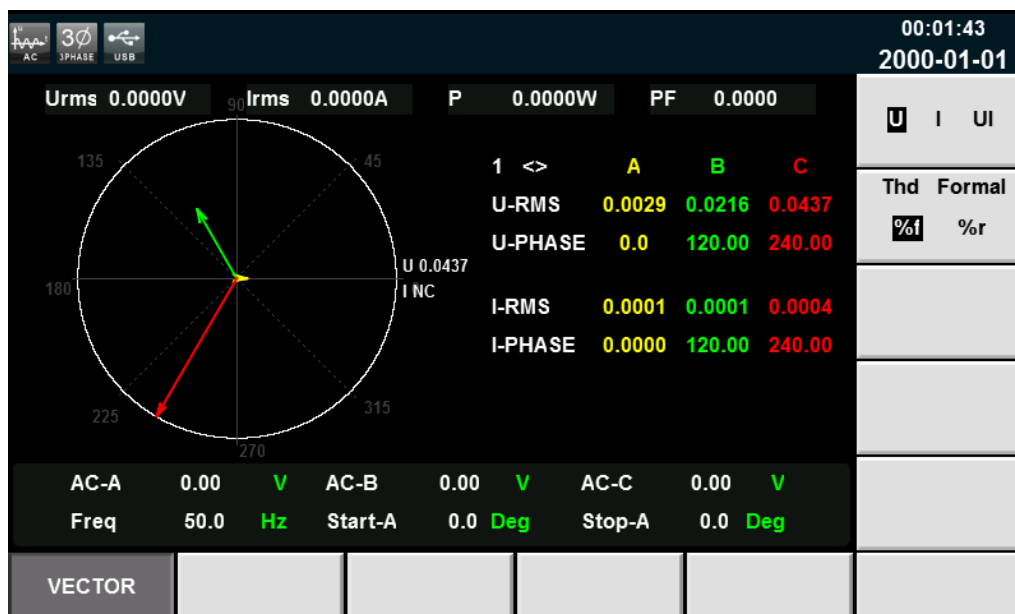 U
AC
3Ø
3PHASE
USB
00:01:43
2000-01-01
Urms 0.0000V Irms 0.0000A P 0.0000W PF 0.0000
U I UI
90
135
45
180
225
315
270
U 0.0437
I NC
1 <> A B C
U-RMS 0.0029 0.0216 0.0437
U-PHASE 0.0 120.00 240.00
I-RMS 0.0001 0.0001 0.0004
I-PHASE 0.0000 120.00 240.00
Thd Formal
%f %r
AC-A 0.00 V AC-B 0.00 V AC-C 0.00 V
Freq 50.0 Hz Start-A 0.0 Deg Stop-A 0.0 Deg
VECTOR